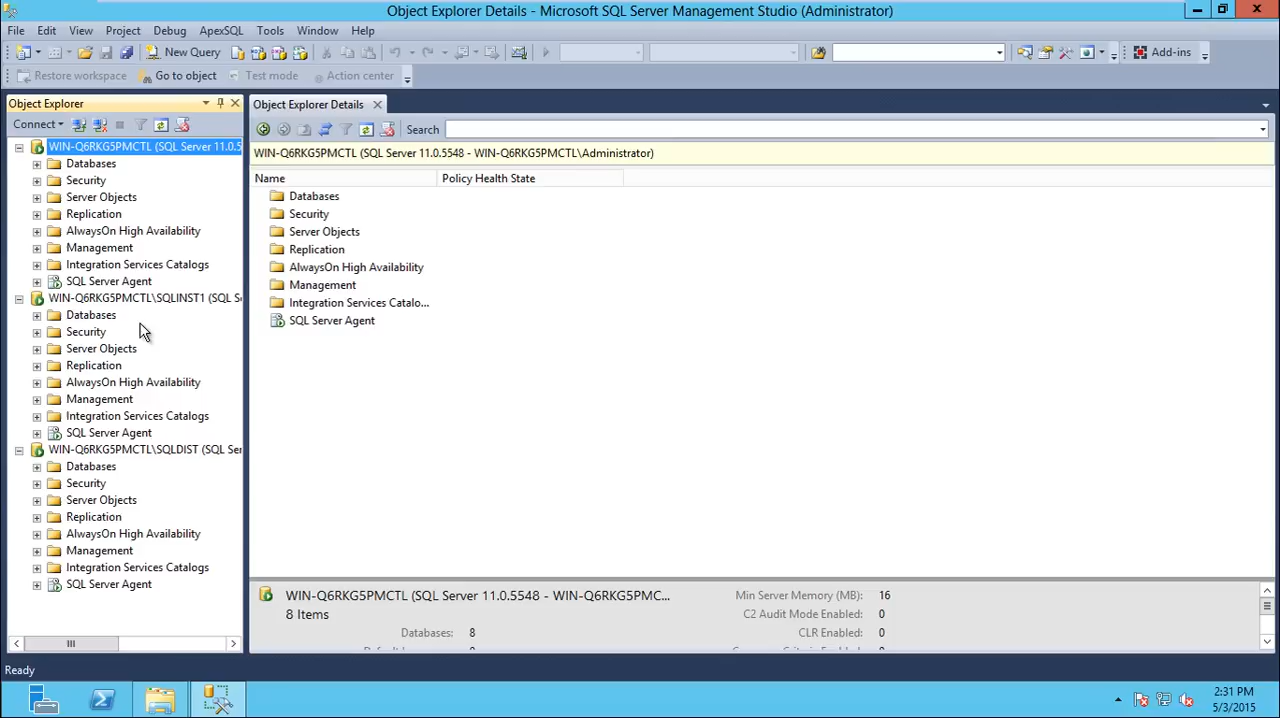 Object Explorer Details - Microsoft SQL Server Management Studio (Administrator)
File Edit View Project Debug ApexSQL Tools Window Help
New Query
Add-ins
Restore workspace Go to object Test mode Action center
Object Explorer
Connect
WIN-Q6RKG5PMCTL (SQL Server 11.0.5
Databases
Security
Server Objects
Replication
AlwaysOn High Availability
Management
Integration Services Catalogs
SQL Server Agent
WIN-Q6RKG5PMCTL\SQLINST1 (SQL S
Databases
Security
Server Objects
Replication
AlwaysOn High Availability
Management
Integration Services Catalogs
SQL Server Agent
WIN-Q6RKG5PMCTL\SQLDIST (SQL Se
Databases
Security
Server Objects
Replication
AlwaysOn High Availability
Management
Integration Services Catalogs
SQL Server Agent
Object Explorer Details
Search
WIN-Q6RKG5PMCTL (SQL Server 11.0.5548 - WIN-Q6RKG5PMCTL\Administrator)
Name Policy Health State
Databases
Security
Server Objects
Replication
AlwaysOn High Availability
Management
Integration Services Catalo...
SQL Server Agent
WIN-Q6RKG5PMCTL (SQL Server 11.0.5548 - WIN-Q6RKG5PMC...
8 Items
Databases: 8
Min Server Memory (MB): 16
C2 Audit Mode Enabled: 0
CLR Enabled: 0
Ready
2:31 PM
5/3/2015